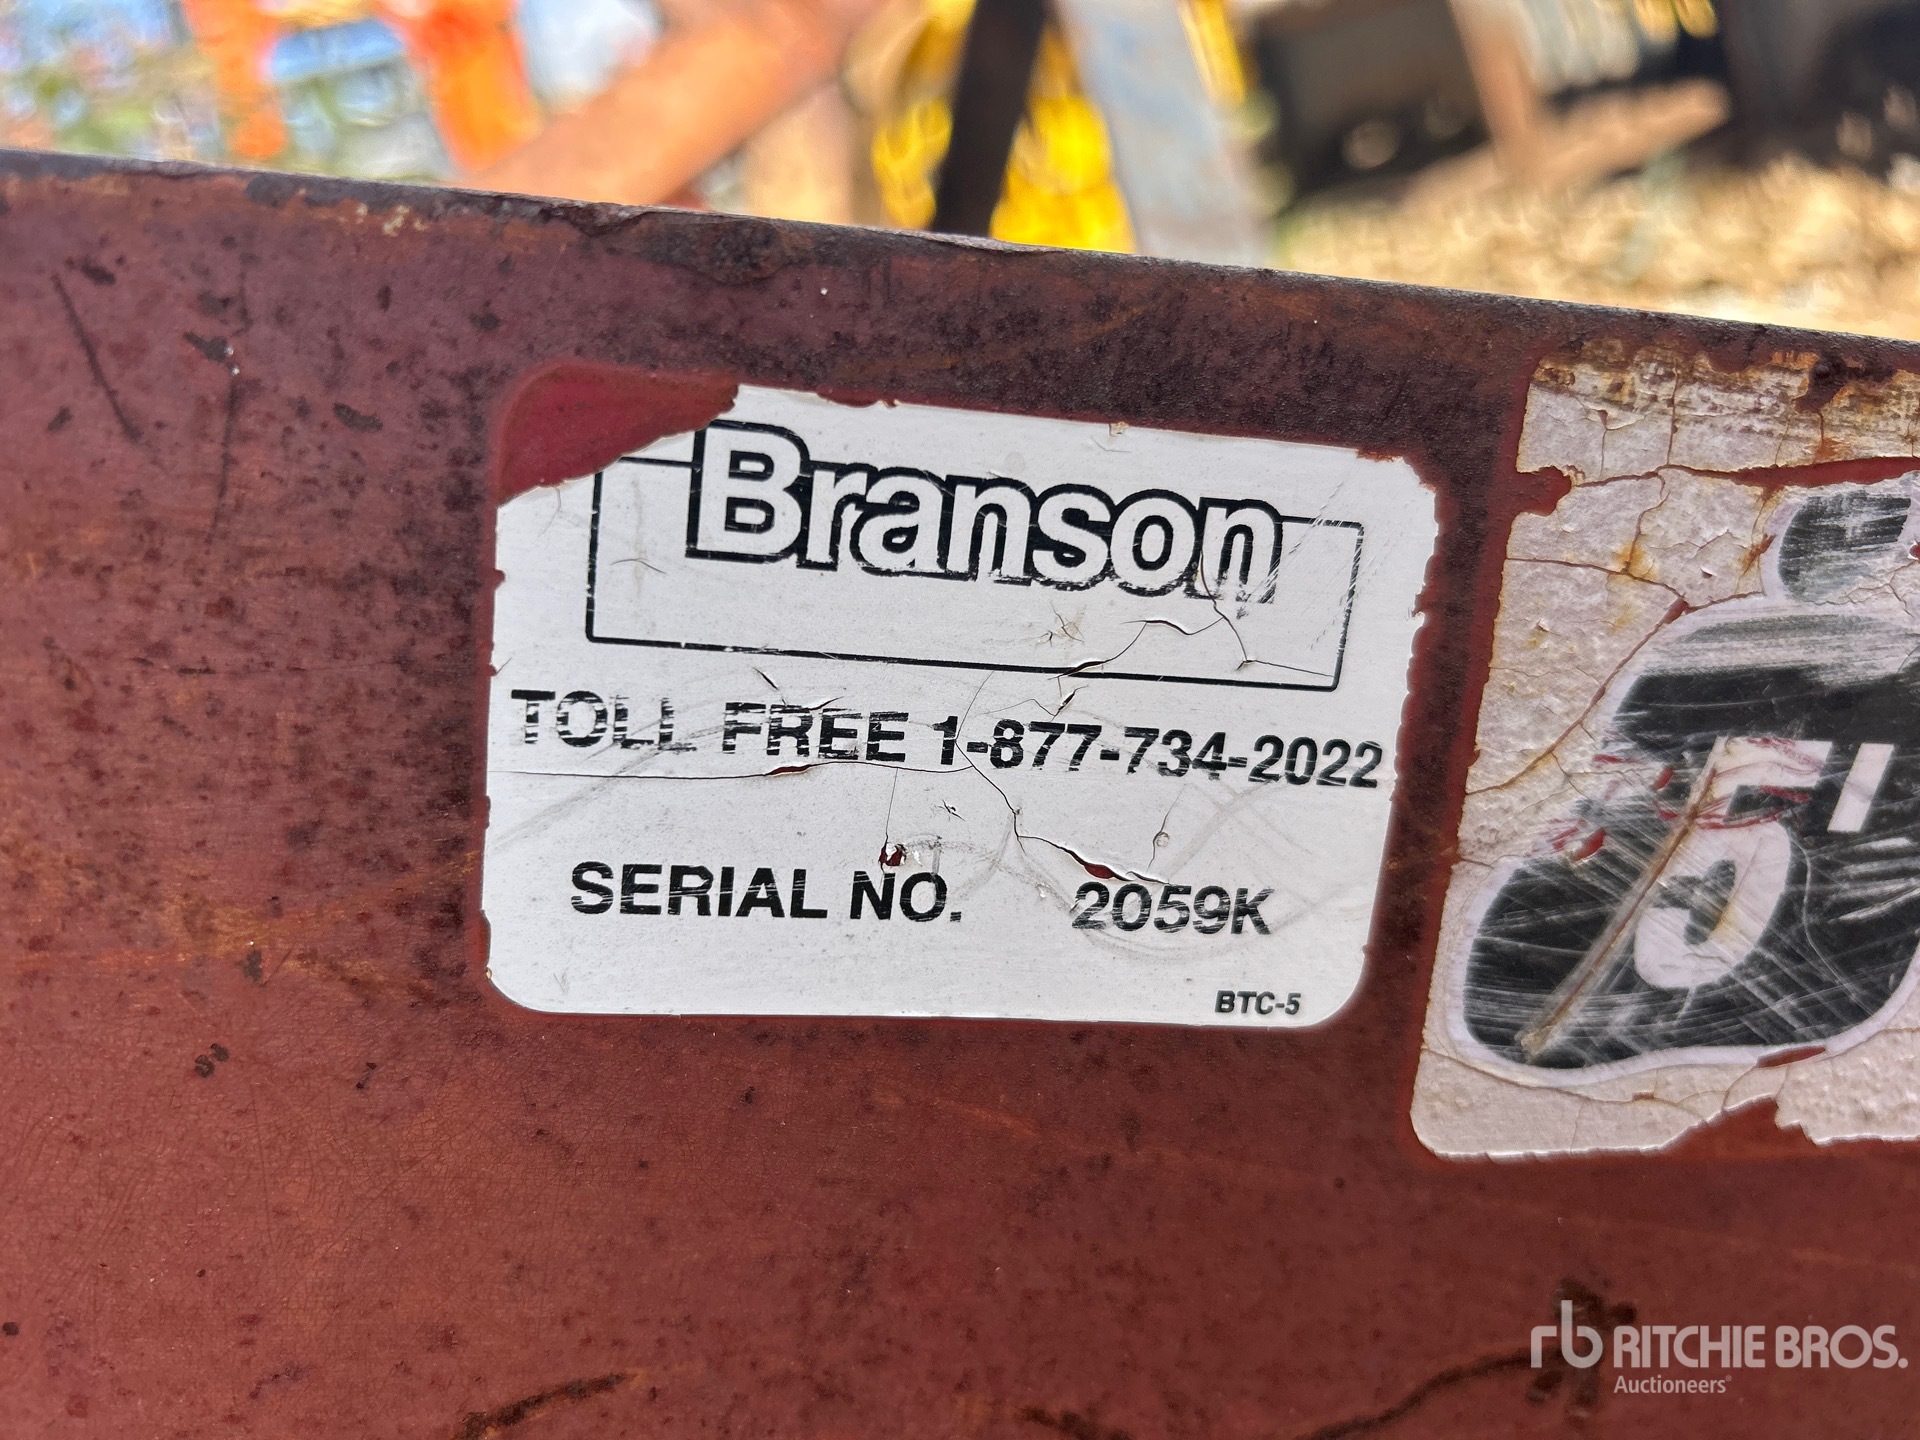 Branson
TOLL FREE 1-877-734-2022
SERIAL NO. 2059K
BTC-5
5'
rb RITCHIE BROS.
Auctioneers®